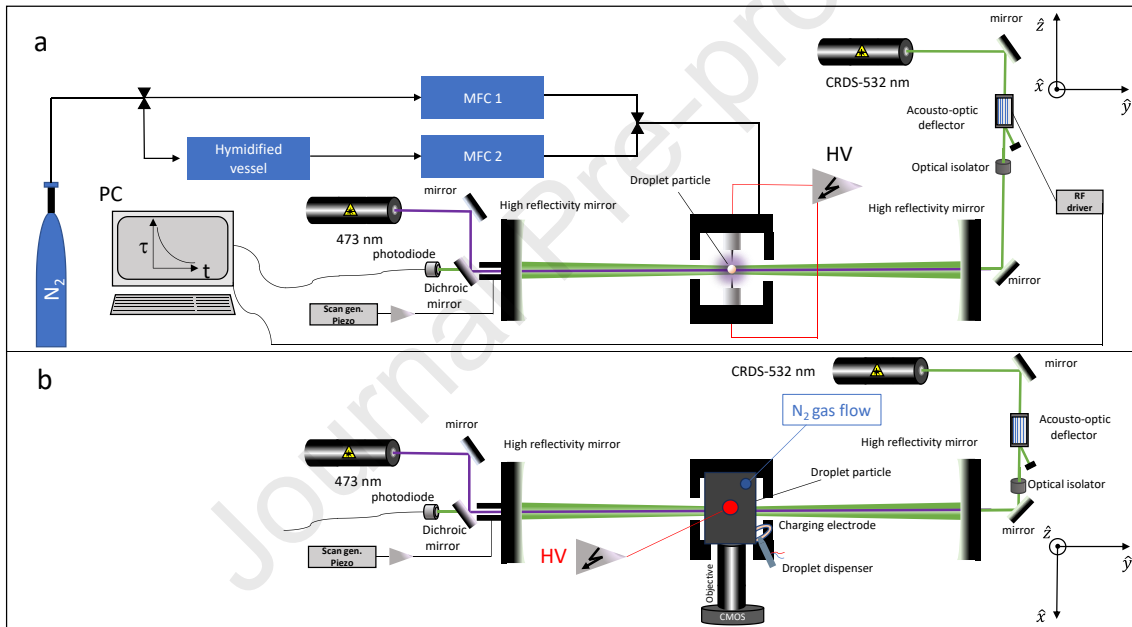 a
mirror
ẑ
CRDS-532 nm
x̂
ŷ
MFC 1
Acousto-optic
deflector
Hymidified
vessel
MFC 2
HV
Optical isolator
Droplet particle
PC
mirror
RF
driver
High reflectivity mirror
High reflectivity mirror
τ
t
473 nm
photodiode
mirror
Dichroic
mirror
N2
Scan gen.
Piezo
b
CRDS-532 nm
mirror
N2 gas flow
Acousto-optic
deflector
mirror
High reflectivity mirror
High reflectivity mirror
473 nm
Droplet particle
Optical isolator
photodiode
Dichroic
mirror
Charging electrode
mirror
ẑ
ŷ
Scan gen.
Piezo
HV
Droplet dispenser
Objective
CMOS
x̂
Journal Pre-pro